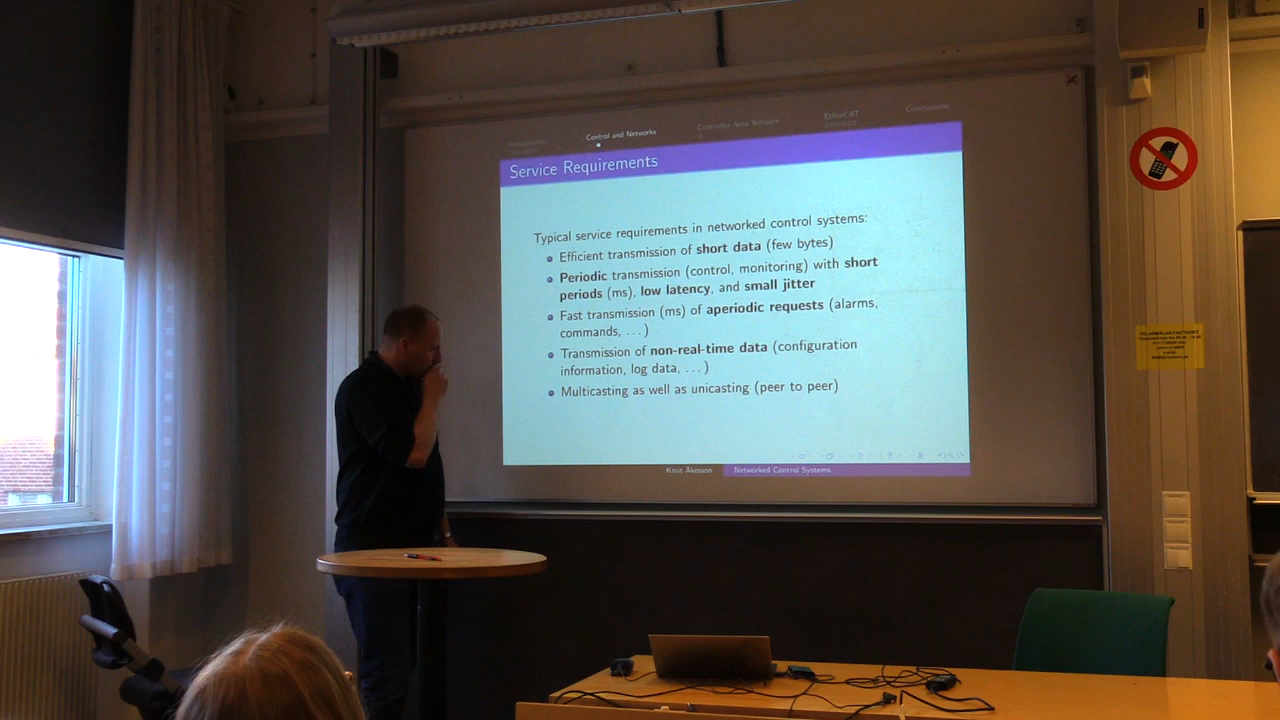 Control and Networks
Controller Area Network
EtherCAT
Conclusions
Service Requirements
Typical service requirements in networked control systems:
Efficient transmission of short data (few bytes)
Periodic transmission (control, monitoring) with short
periods (ms), low latency, and small jitter
Fast transmission (ms) of aperiodic requests (alarms,
commands, ...)
Transmission of non-real-time data (configuration
information, log data, ...)
Multicasting as well as unicasting (peer to peer)
Knut Åkesson
Networked Control Systems